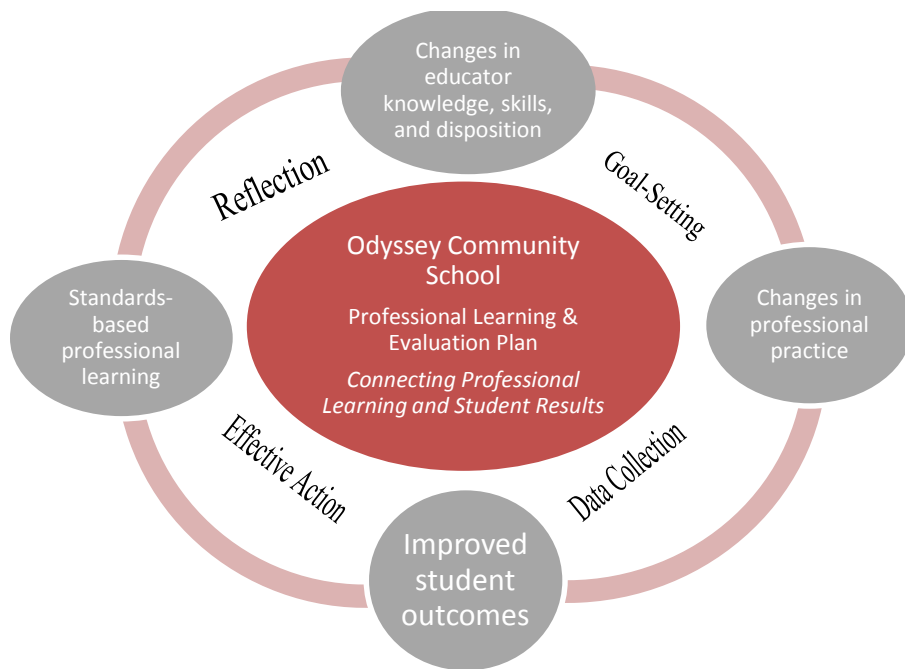 Changes in
educator
knowledge, skills,
and disposition
Reflection
Goal-Setting
Odyssey Community
School
Professional Learning &
Evaluation Plan
Connecting Professional
Learning and Student Results
Standards-
based
professional
learning
Changes in
professional
practice
Effective Action
Data Collection
Improved
student
outcomes